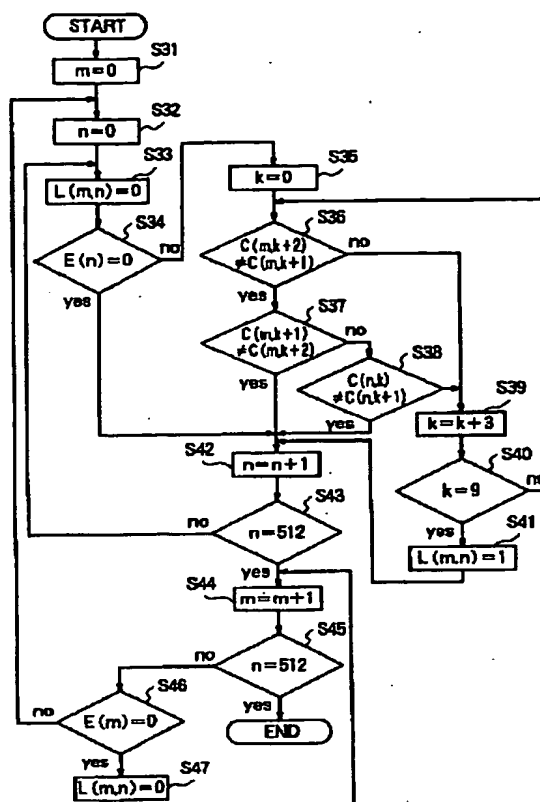 START
S31
m=0
S32
n=0
S33
L(m,n)=0
S34
E(n)=0
no
yes
S35
k=0
S36
C(m,k+2)
≠C(m,k+1)
no
yes
S37
C(m,k+1)
≠C(m,k+2)
no
yes
S38
C(n,k)
≠C(n,k+1)
yes
S39
k=k+3
S40
k=9
no
yes
S41
L(m,n)=1
S42
n=n+1
S43
n=512
no
yes
S44
m=m+1
S45
n=512
no
yes
END
S46
E(m)=0
no
yes
S47
L(m,n)=0